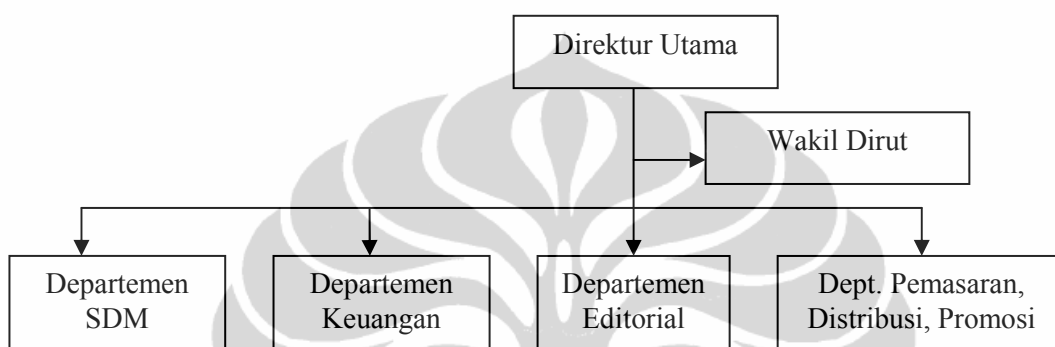 Direktur Utama
Wakil Dirut
Departemen
SDM
Departemen
Keuangan
Departemen
Editorial
Dept. Pemasaran,
Distribusi, Promosi